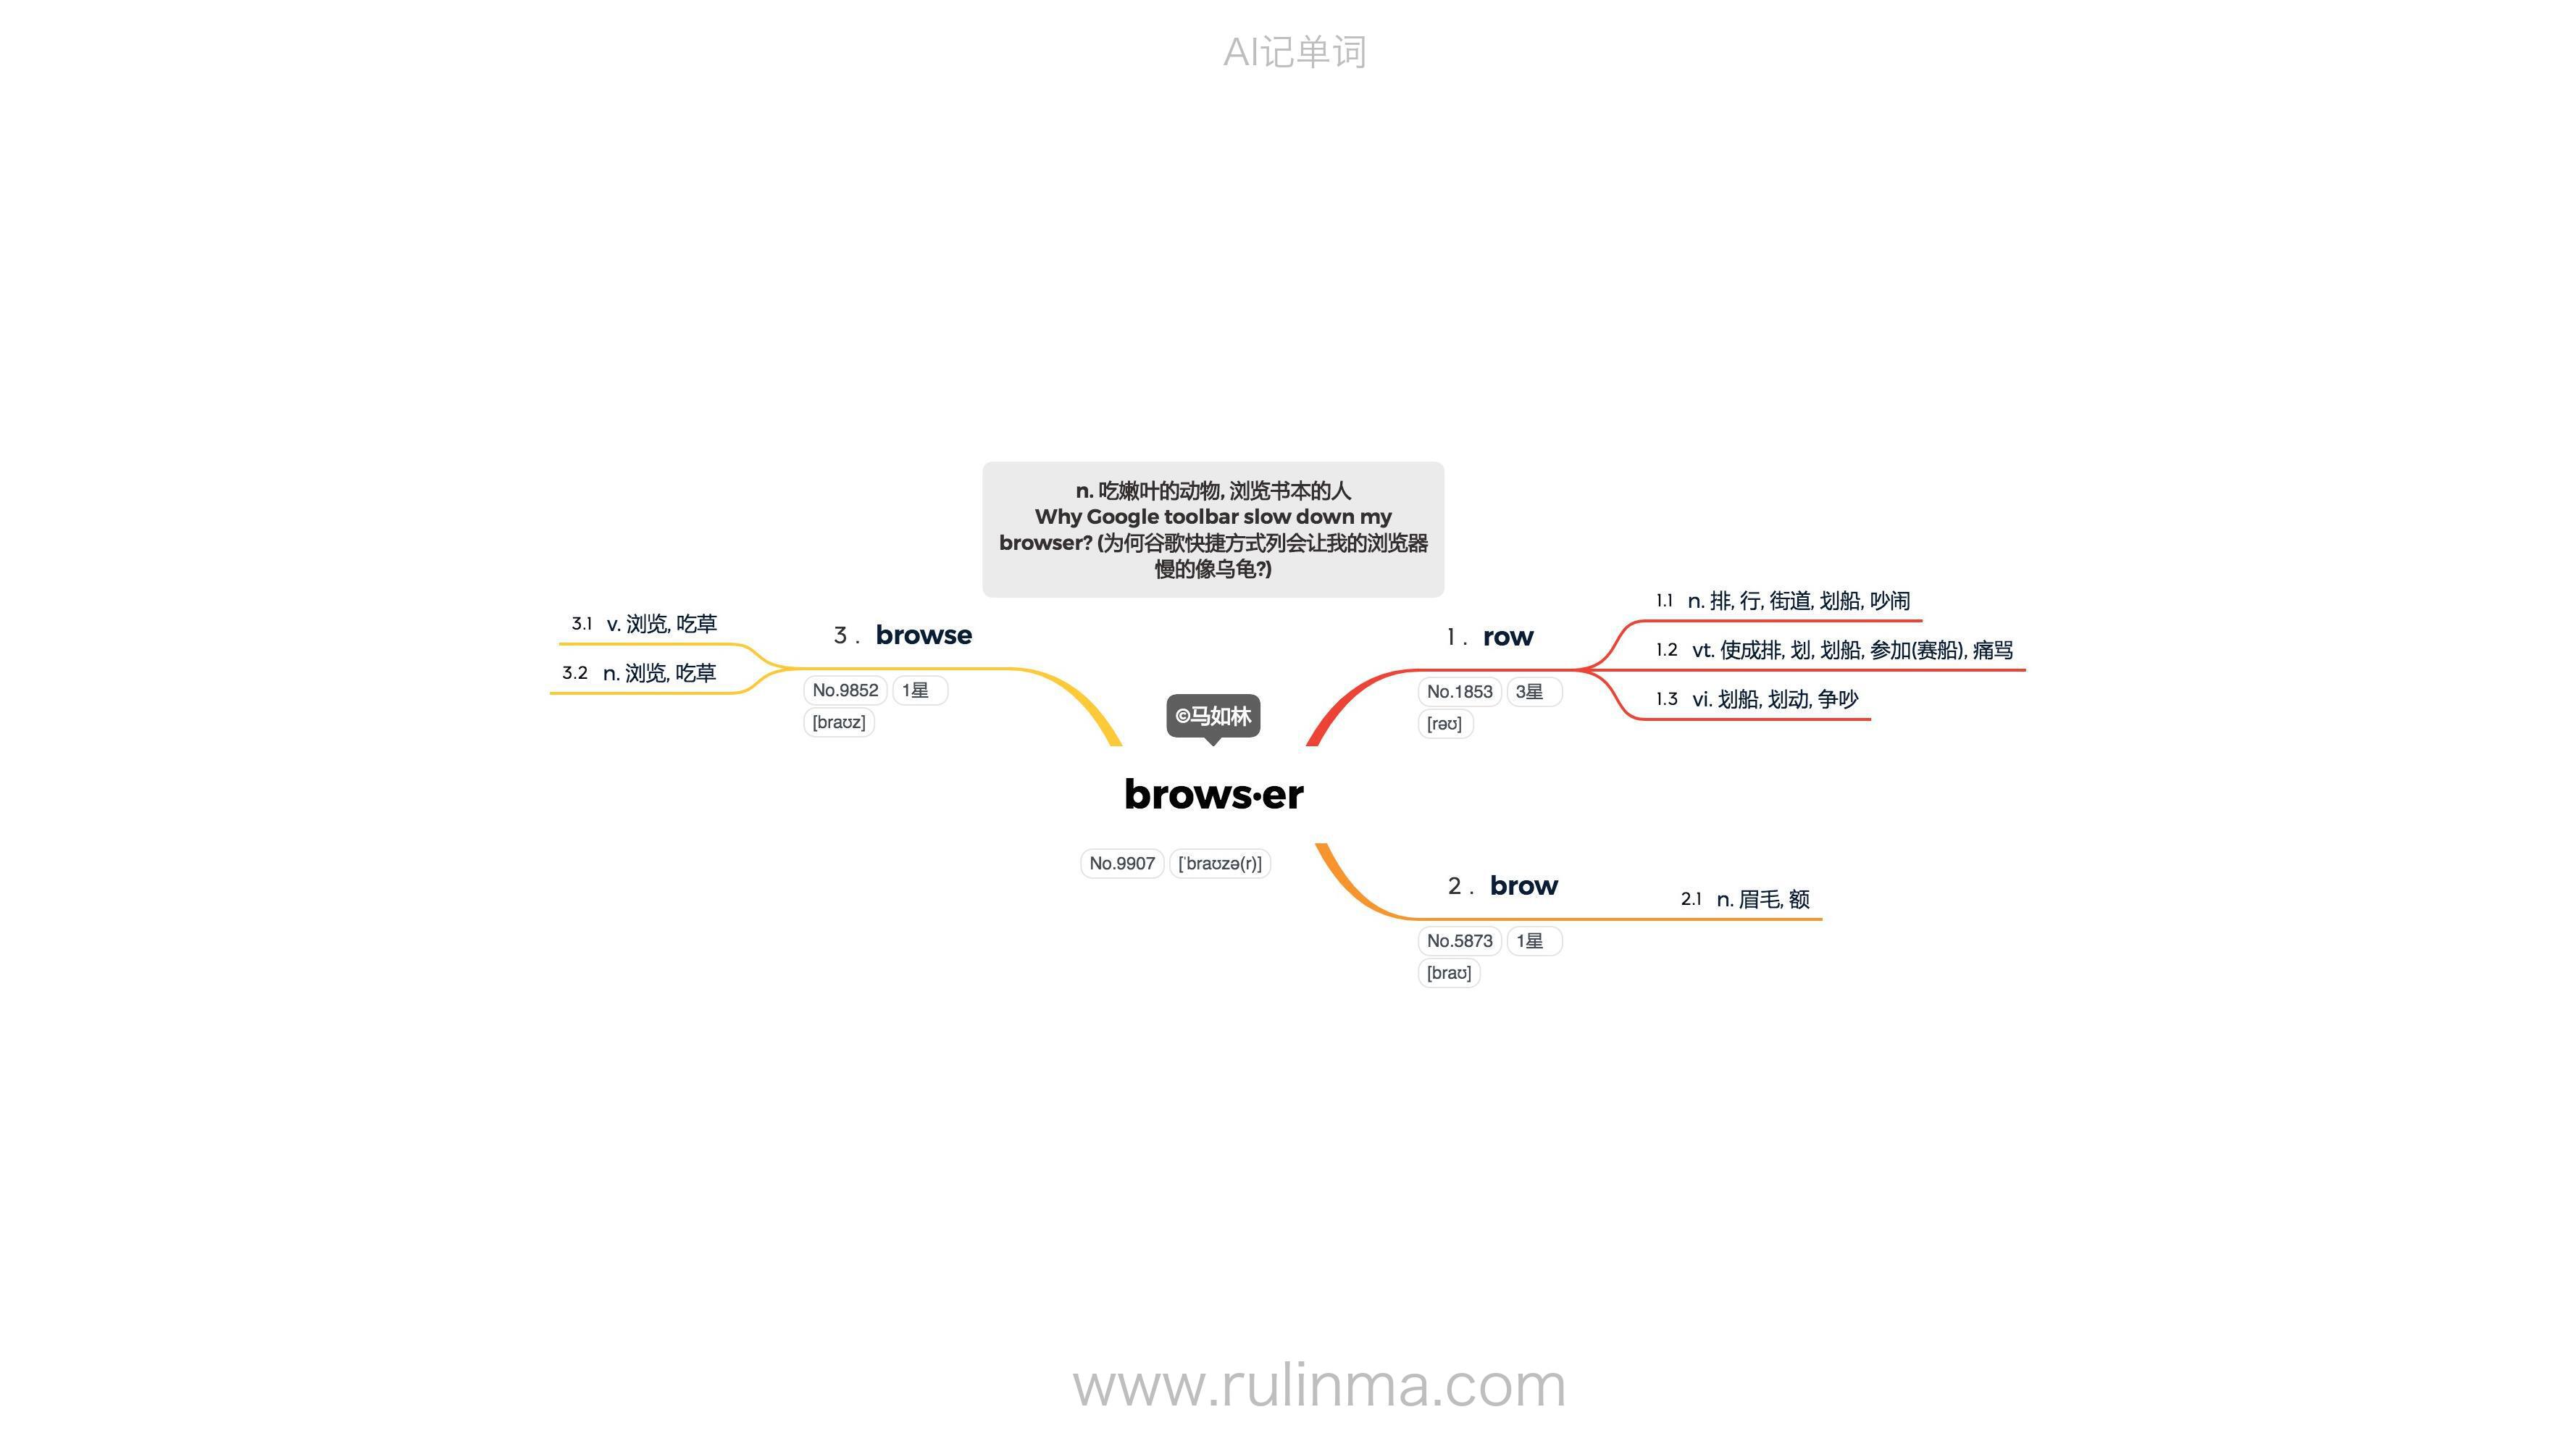 AI记单词
n. 吃嫩叶的动物, 浏览书本的人
Why Google toolbar slow down my
browser? (为何谷歌快捷方式列会让我的浏览器
慢的像乌龟?)
©马如林
brows·er
No.9907 [ˈbraʊzə(r)]
1 . row
No.1853 3星
[rəʊ]
1.1 n. 排, 行, 街道, 划船, 吵闹
1.2 vt. 使成排, 划, 划船, 参加(赛船), 痛骂
1.3 vi. 划船, 划动, 争吵
2 . brow
No.5873 1星
[braʊ]
2.1 n. 眉毛, 额
3 . browse
No.9852 1星
[braʊz]
3.1 v. 浏览, 吃草
3.2 n. 浏览, 吃草
www.rulinma.com